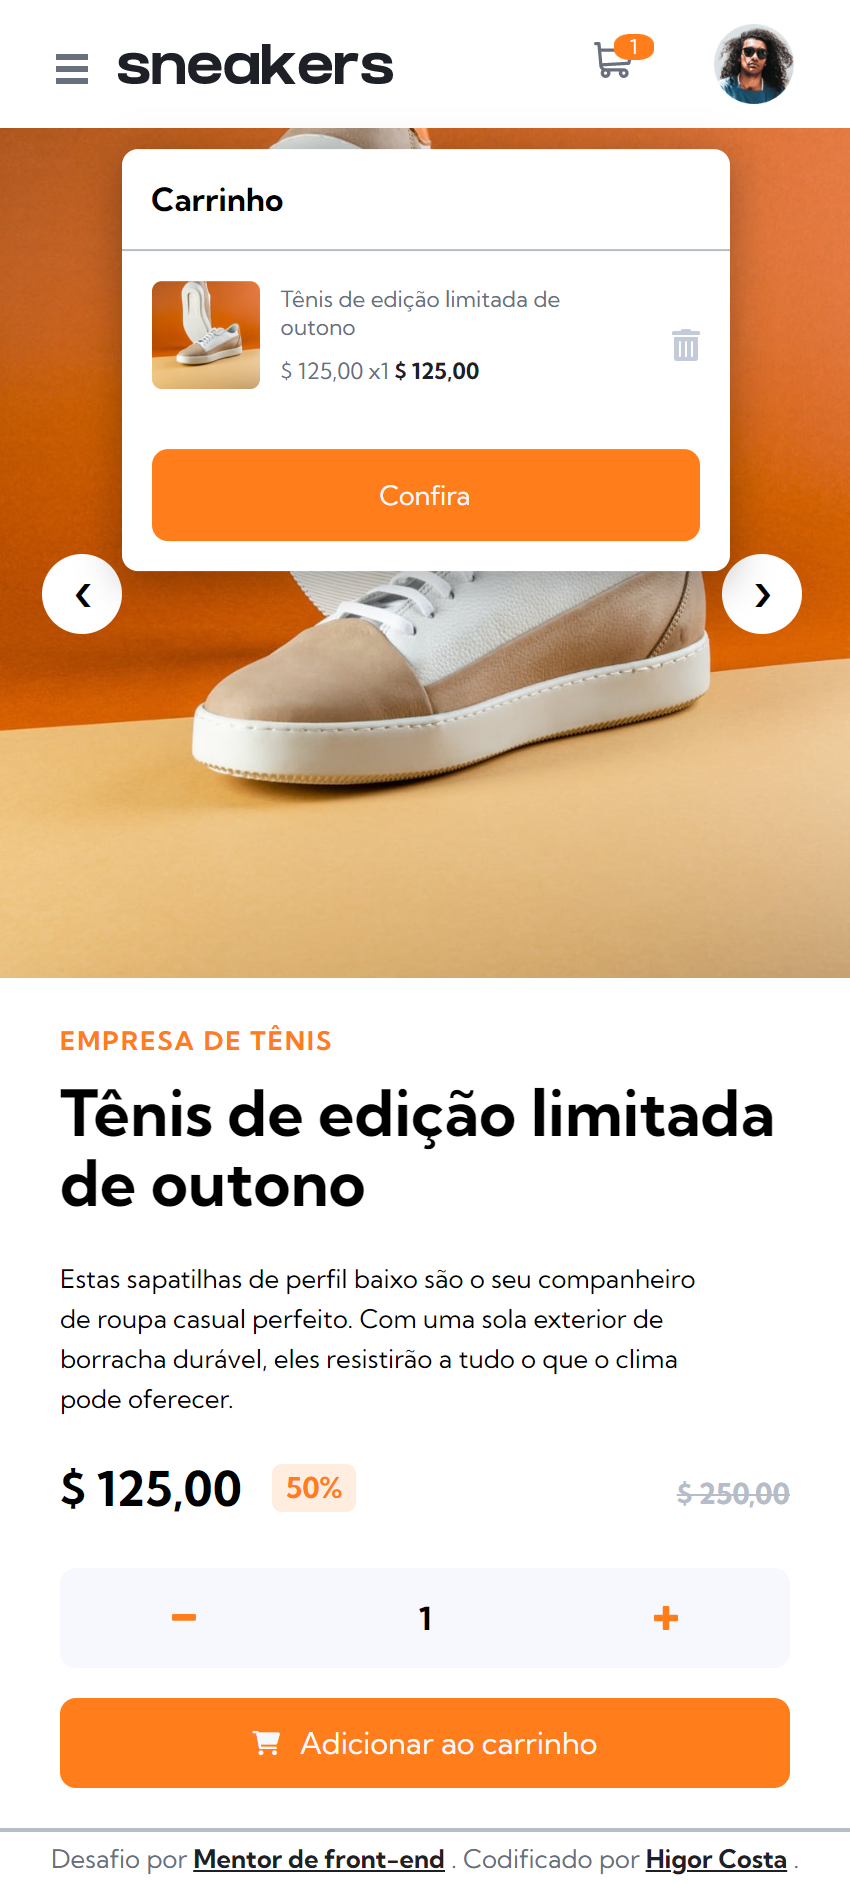 sneakers
1
Carrinho
Tênis de edição limitada de
outono
$ 125,00 x1 $ 125,00
Confira
EMPRESA DE TÊNIS
Tênis de edição limitada
de outono
Estas sapatilhas de perfil baixo são o seu companheiro
de roupa casual perfeito. Com uma sola exterior de
borracha durável, eles resistirão a tudo o que o clima
pode oferecer.
$ 125,00 50% $ 250,00
1
Adicionar ao carrinho
Desafio por Mentor de front-end . Codificado por Higor Costa .